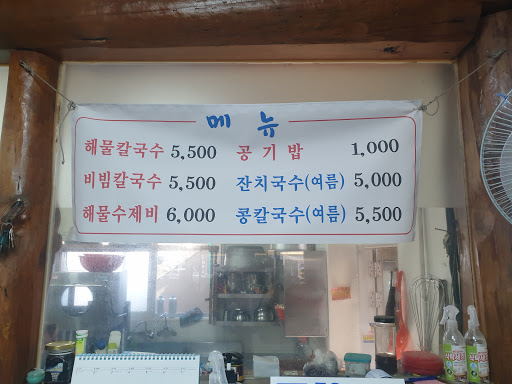 메 뉴
해물칼국수 5,500
비빔칼국수 5,500
해물수제비 6,000
공 기 밥 1,000
잔치국수(여름) 5,000
콩칼국수(여름) 5,500